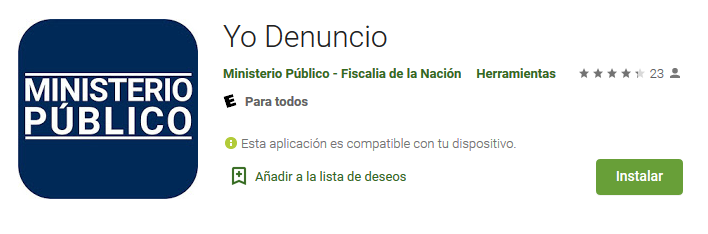 Yo Denuncio
MINISTERIO
PÚBLICO
Ministerio Público - Fiscalia de la Nación Herramientas 23
E Para todos
Esta aplicación es compatible con tu dispositivo.
Añadir a la lista de deseos
Instalar